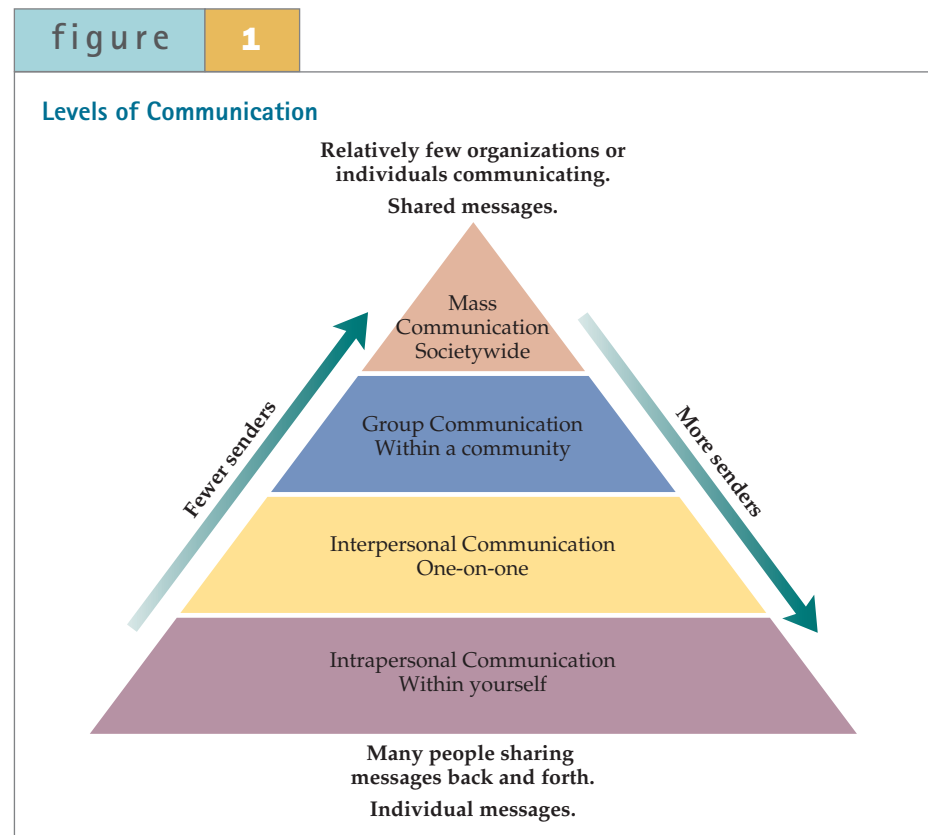 figure 1
Levels of Communication
Relatively few organizations or
individuals communicating.
Shared messages.
Mass
Communication
Societywide
Fewer senders
More senders
Group Communication
Within a community
Interpersonal Communication
One-on-one
Intrapersonal Communication
Within yourself
Many people sharing
messages back and forth.
Individual messages.